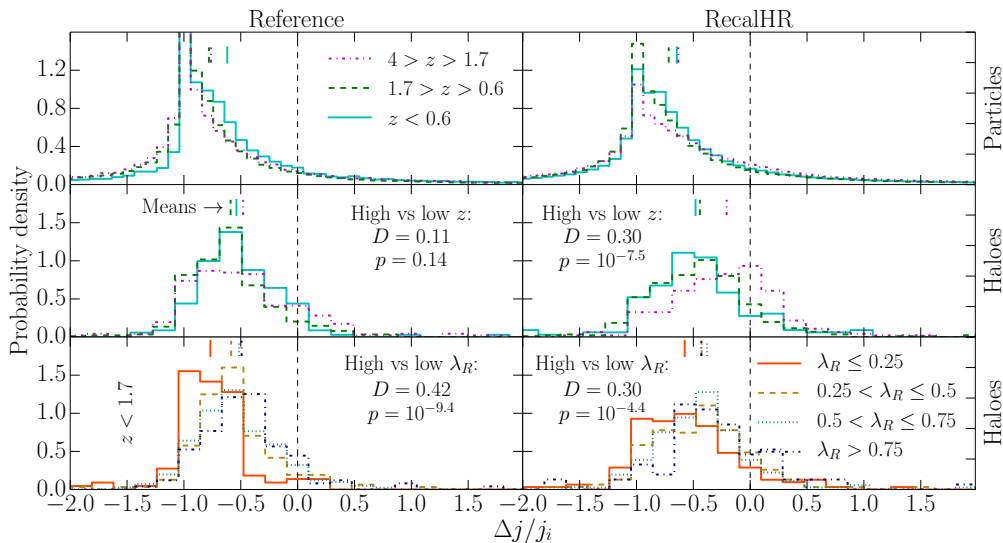 Reference
RecalHR
Probability density
1.2
0.8
0.4
0.0
4 > z > 1.7
1.7 > z > 0.6
z < 0.6
Particles
1.5
1.0
0.5
0.0
Means →
High vs low z:
D = 0.11
p = 0.14
High vs low z:
D = 0.30
p = 10^{-7.5}
Haloes
1.5
1.0
0.5
0.0
z < 1.7
High vs low λ_R:
D = 0.42
p = 10^{-9.4}
High vs low λ_R:
D = 0.30
p = 10^{-4.4}
λ_R ≤ 0.25
0.25 < λ_R ≤ 0.5
0.5 < λ_R ≤ 0.75
λ_R > 0.75
Haloes
−2.0 −1.5 −1.0 −0.5 0.0 0.5 1.0 1.5 −2.0 −1.5 −1.0 −0.5 0.0 0.5 1.0 1.5
Δj/j_i